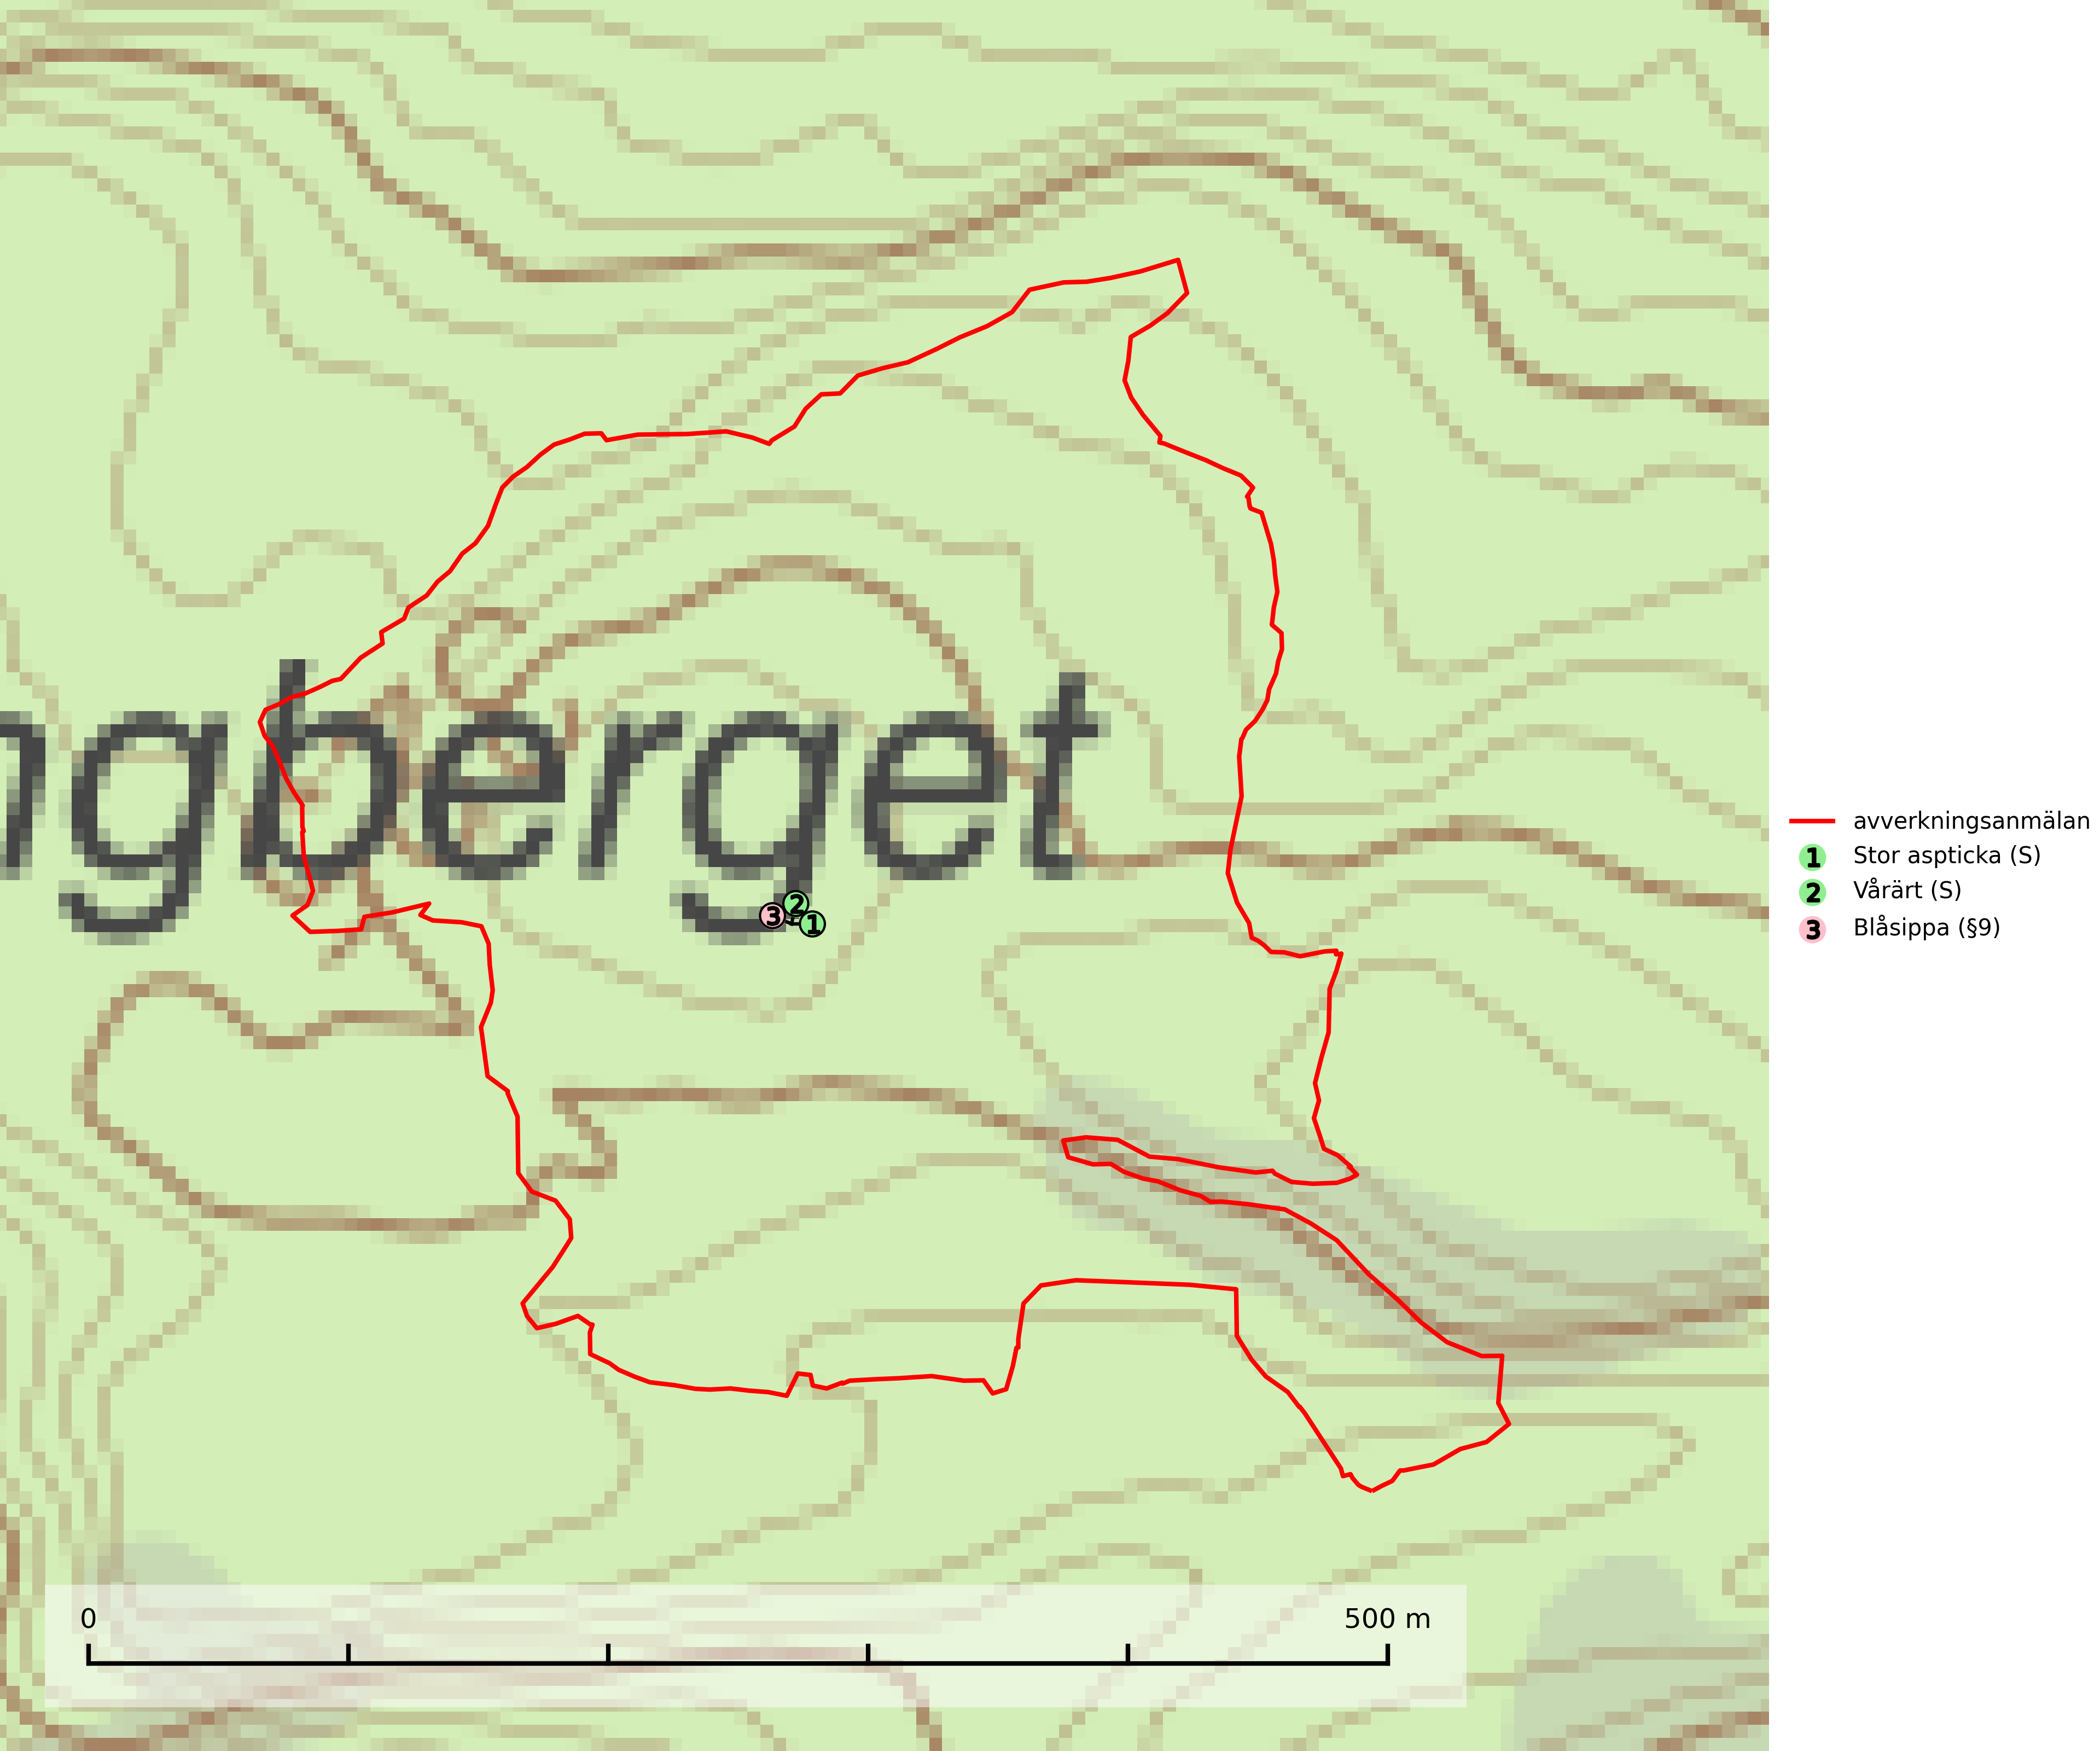 ngberget
3
2
1
avverkningsanmälan
1 Stor aspticka (S)
2 Vårärt (S)
3 Blåsippa (§9)
0 500 m